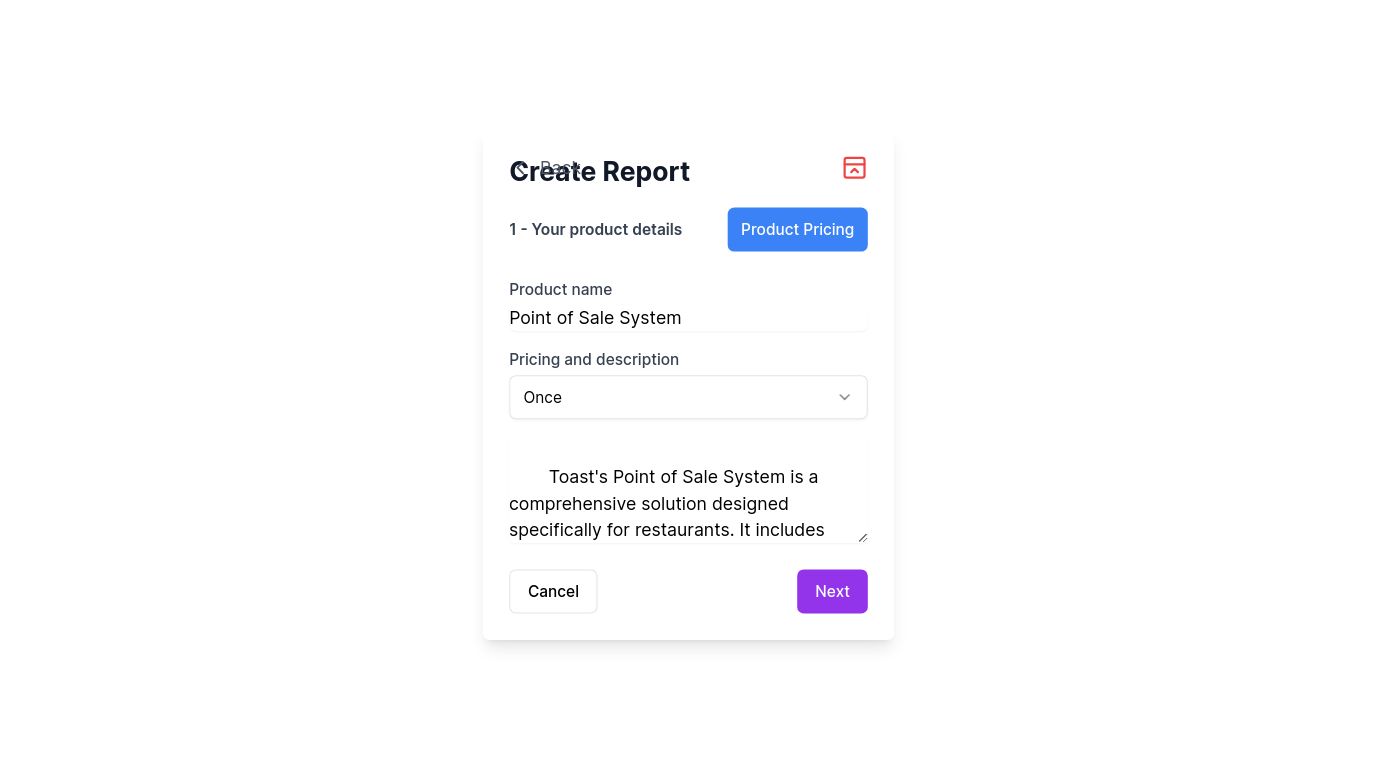 Back
Create Report
1 - Your product details
Product Pricing
Product name
Point of Sale System
Pricing and description
Once
Toast's Point of Sale System is a
comprehensive solution designed
specifically for restaurants. It includes
Cancel
Next